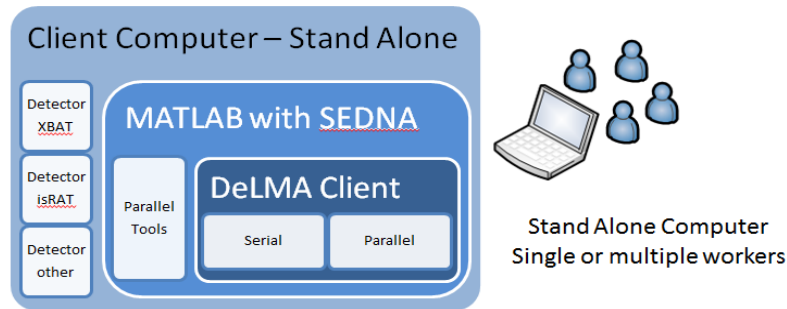 Client Computer – Stand Alone
Detector
XBAT
Detector
isRAT
Detector
other
MATLAB with SEDNA
Parallel
Tools
DeLMA Client
Serial
Parallel
Stand Alone Computer
Single or multiple workers